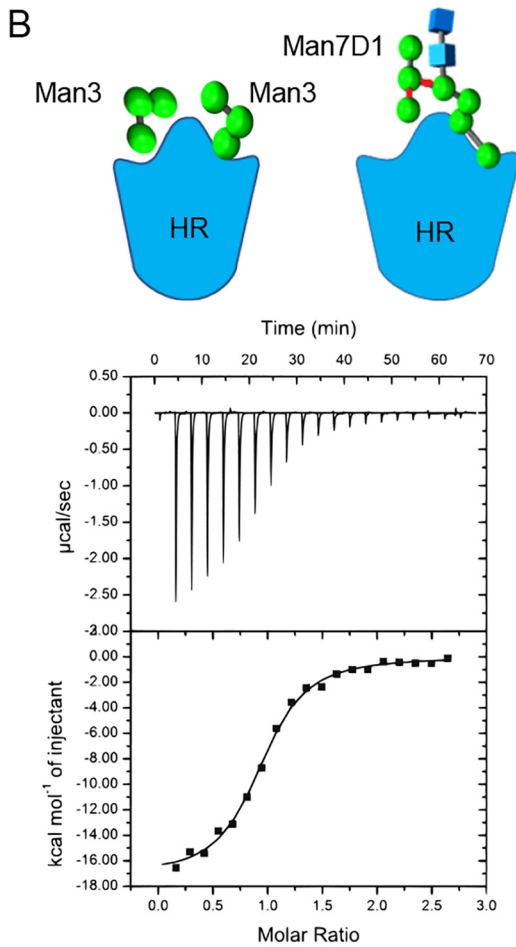 B
Man7D1
Man3
Man3
HR
HR
Time (min)
0 10 20 30 40 50 60 70
0.50
0.00
-0.50
-1.00
-1.50
-2.00
-2.50
-3.00
µcal/sec
0.00
-2.00
-4.00
-6.00
-8.00
-10.00
-12.00
-14.00
-16.00
-18.00
kcal mol⁻¹ of injectant
0.0 0.5 1.0 1.5 2.0 2.5 3.0
Molar Ratio